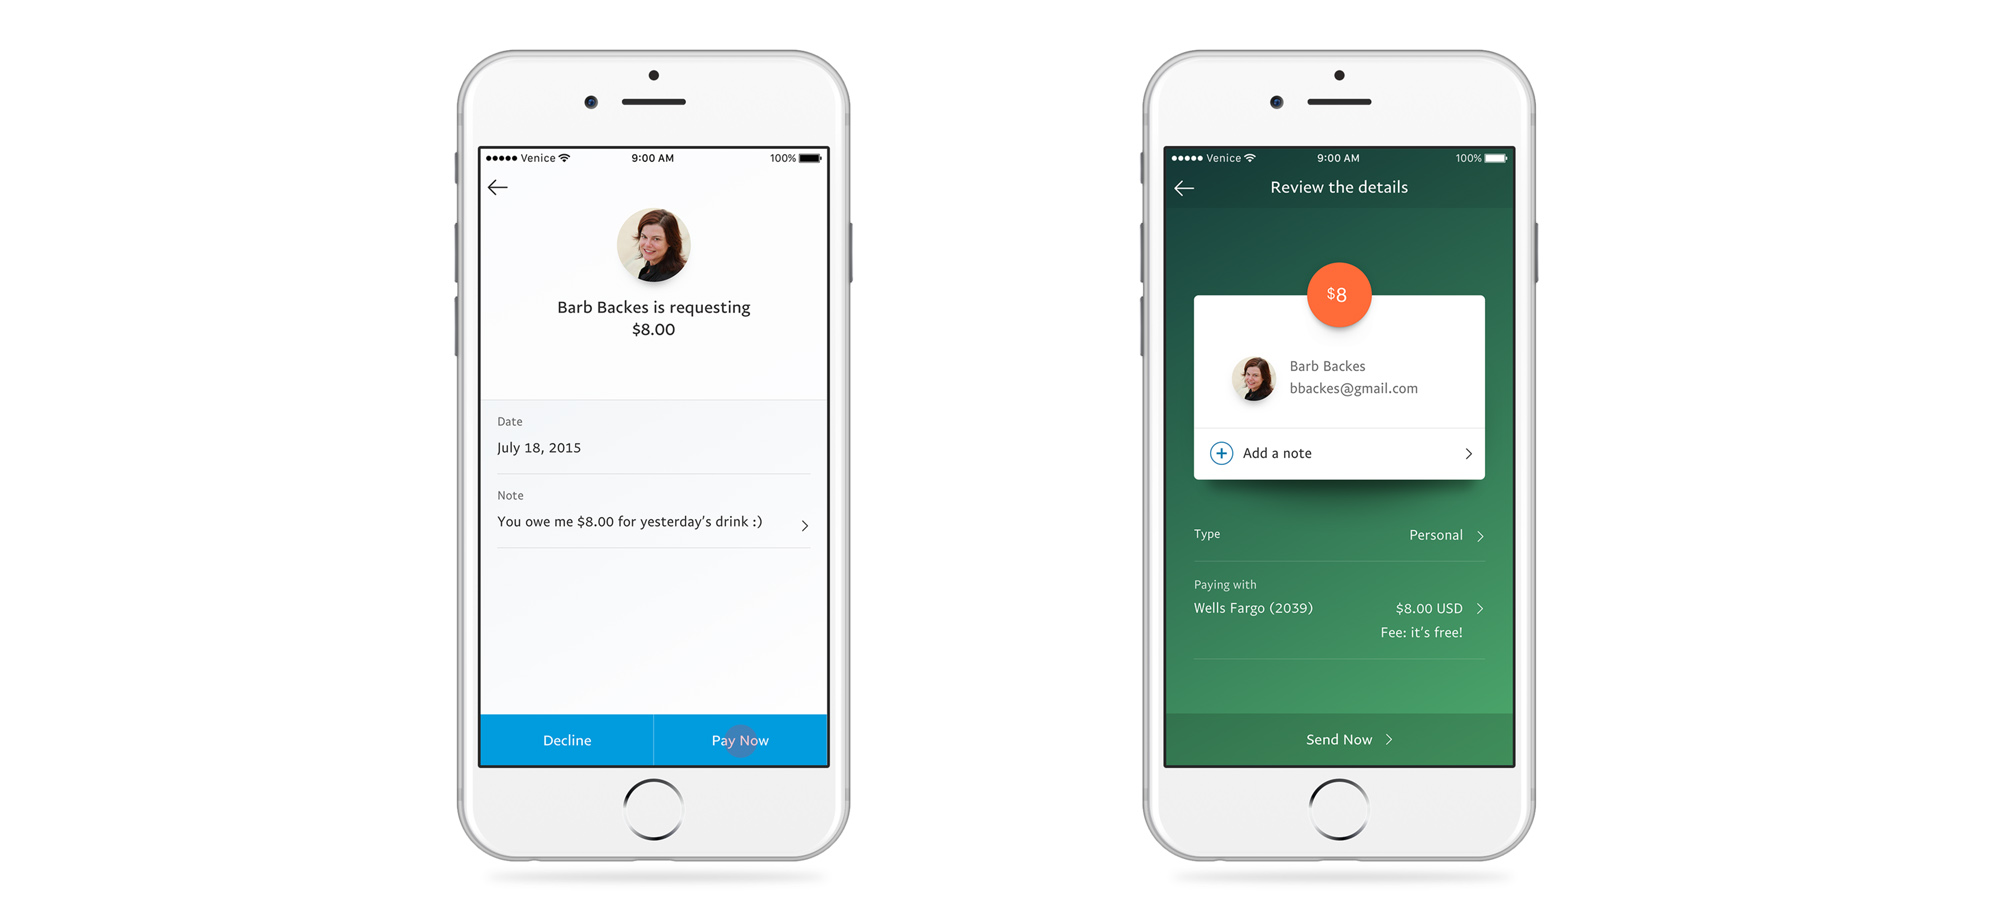 Venice 9:00 AM 100%
Barb Backes is requesting
$8.00
Date
July 18, 2015
Note
You owe me $8.00 for yesterday's drink :)
Decline Pay Now
Venice 9:00 AM 100%
Review the details
$8
Barb Backes
bbackes@gmail.com
Add a note
Type Personal
Paying with
Wells Fargo (2039) $8.00 USD
Fee: it's free!
Send Now